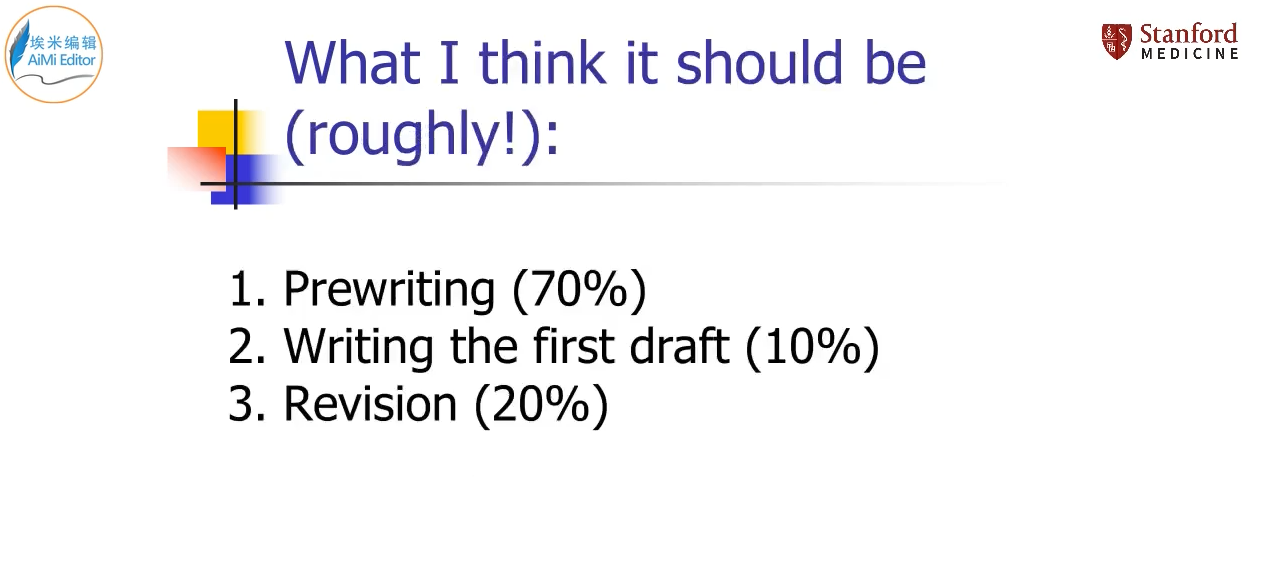 埃米编辑
AiMi Editor
Stanford
MEDICINE
What I think it should be
(roughly!):
1. Prewriting (70%)
2. Writing the first draft (10%)
3. Revision (20%)